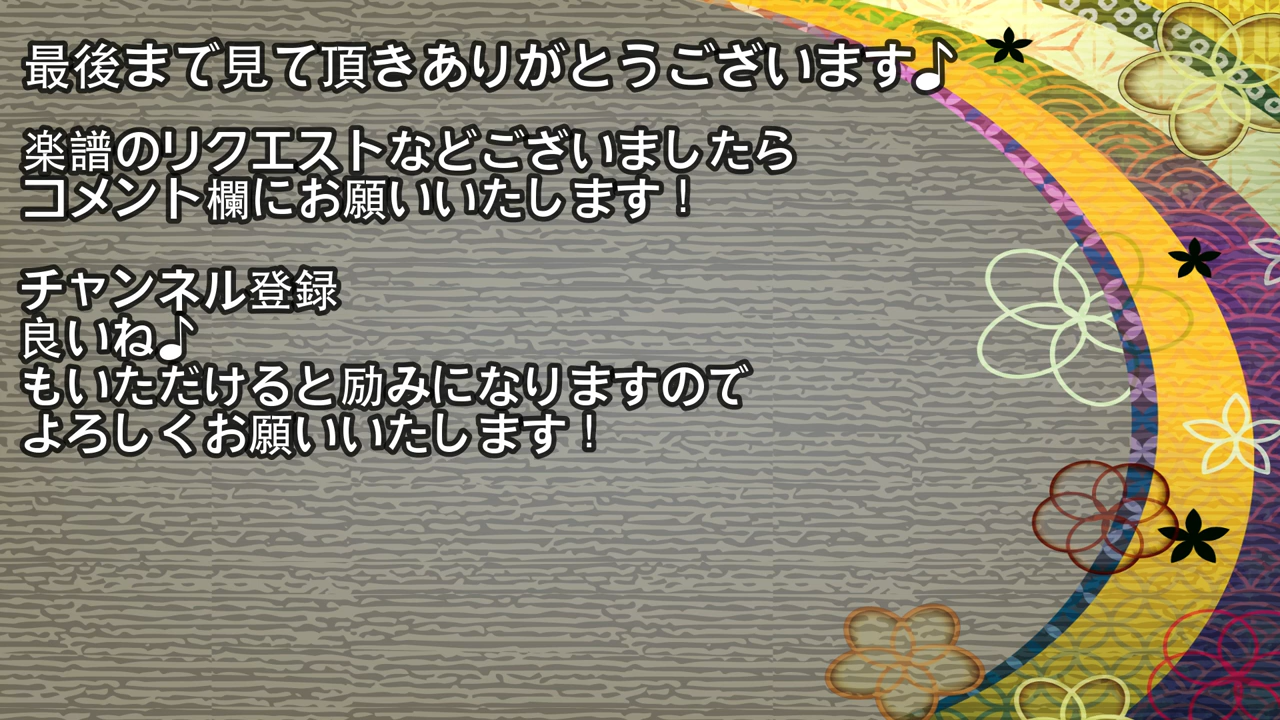 最後まで見て頂きありがとうございます♪
楽譜のリクエストなどございましたら
コメント欄にお願いいたします！
チャンネル登録
良いね♪
もいただけると励みになりますので
よろしくお願いいたします！